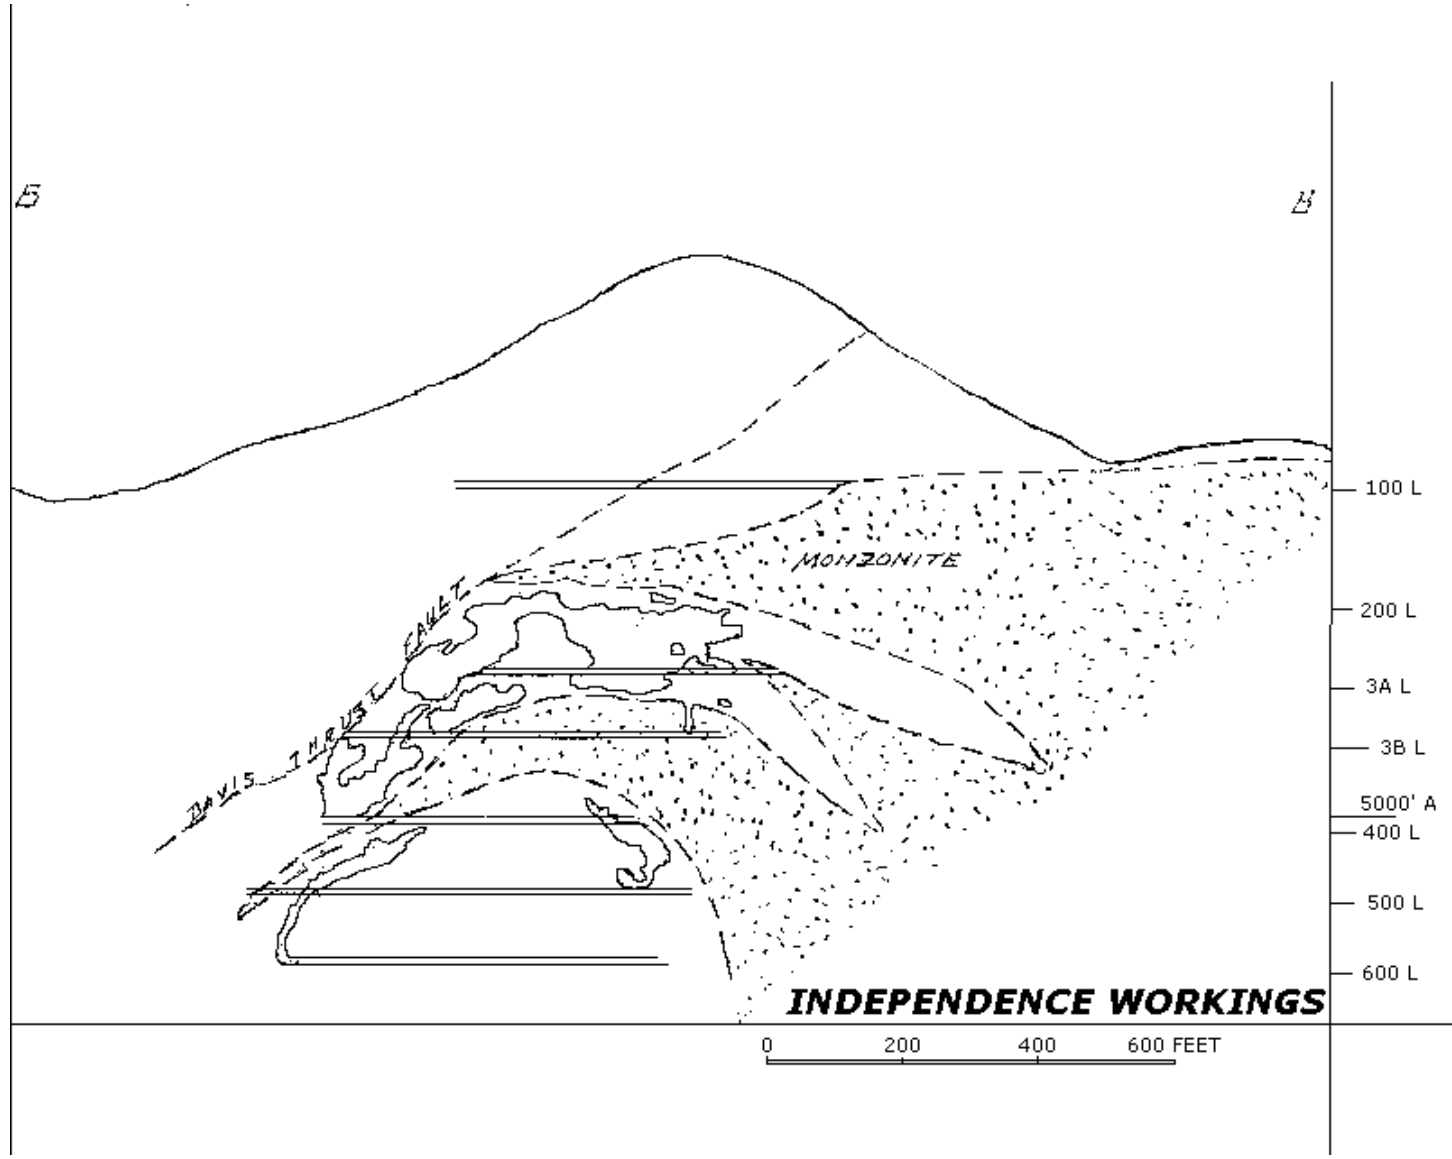 B
B
100 L
MONZONITE
200 L
DAVIS THRUST FAULT
3A L
3B L
5000' A
400 L
500 L
600 L
INDEPENDENCE WORKINGS
0 200 400 600 FEET